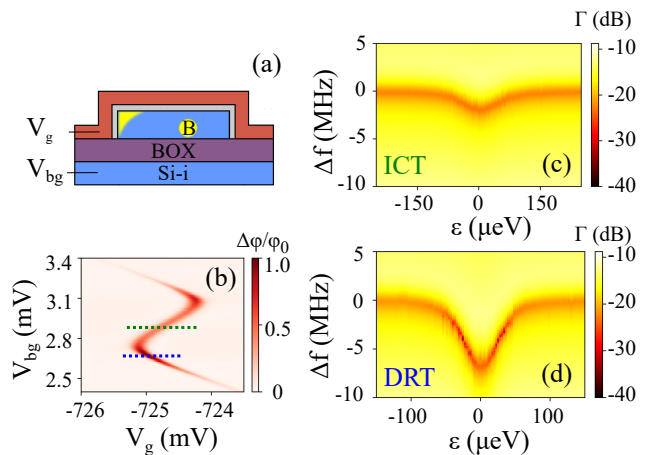 (a)
V_g
B
BOX
V_bg
Si-i
Δφ/φ_0
3.4
3.1
2.8
2.5
V_bg (mV)
(b)
1.0
0.5
0
-726
-725
-724
V_g (mV)
Γ (dB)
5
0
-5
-10
Δf (MHz)
ICT
(c)
-10
-20
-30
-40
-150
0
150
ε (μeV)
Γ (dB)
5
0
-5
-10
Δf (MHz)
DRT
(d)
-10
-20
-30
-40
-100
0
100
ε (μeV)